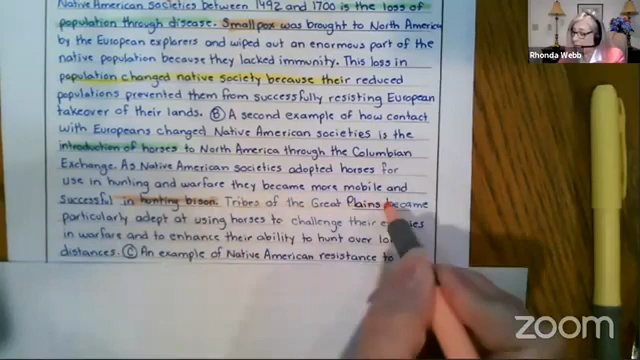 Native American societies between 1492 and 1700 is the loss of
population through disease. Smallpox was brought to North America
by the European explorers and wiped out an enormous part of the
native population because they lacked immunity. This loss in
population changed native society because their reduced
populations prevented them from successfully resisting European
takeover of their lands. Ⓑ A second example of how contact
with Europeans changed Native American societies is the
introduction of horses to North America through the Columbian
Exchange. As Native American societies adopted horses for
use in hunting and warfare they became more mobile and
successful in hunting bison. Tribes of the Great Plains became
particularly adept at using horses to challenge their
in warfare and to enhance their ability to hunt over
distances. Ⓒ An example of Native American resistance to
Rhonda Webb
zoom